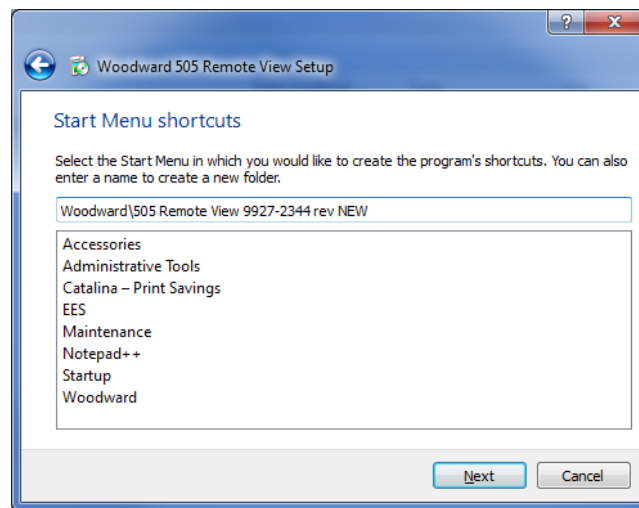 Woodward 505 Remote View Setup
Start Menu shortcuts
Select the Start Menu in which you would like to create the program's shortcuts. You can also
enter a name to create a new folder.
Woodward\505 Remote View 9927-2344 rev NEW
Accessories
Administrative Tools
Catalina – Print Savings
EES
Maintenance
Notepad++
Startup
Woodward
Next
Cancel